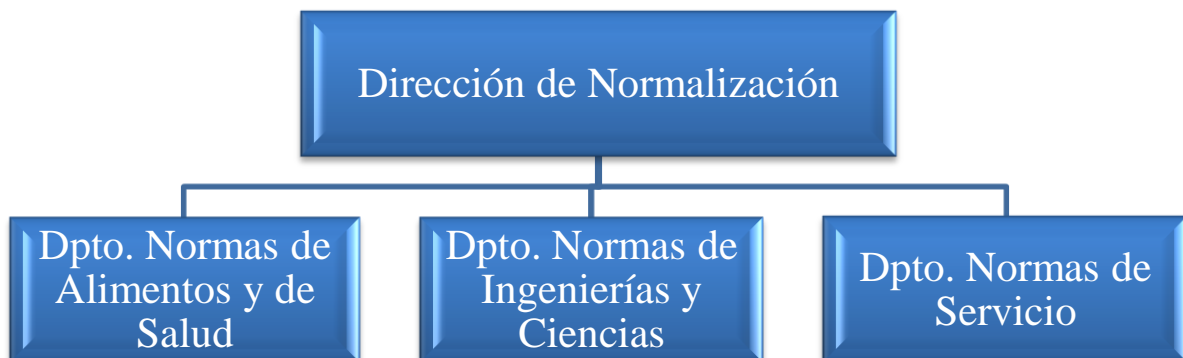 Dirección de Normalización
Dpto. Normas de
Alimentos y de
Salud
Dpto. Normas de
Ingenierías y
Ciencias
Dpto. Normas de
Servicio